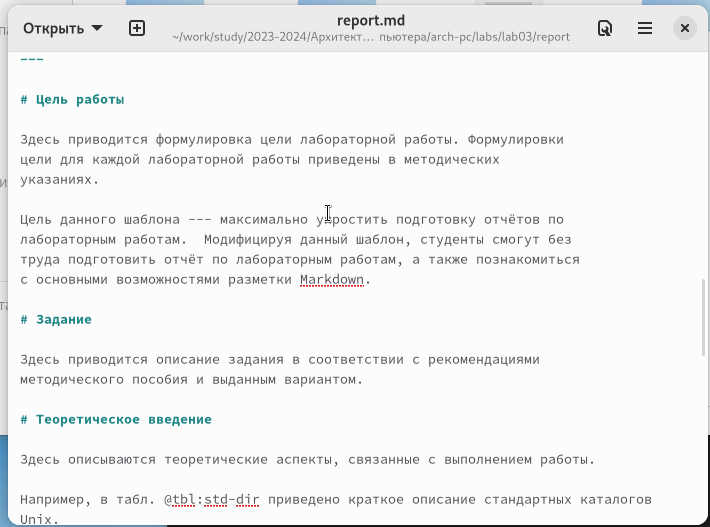 Открыть
report.md
~/work/study/2023-2024/Архитект… пьютера/arch-pc/labs/lab03/report
---
# Цель работы
Здесь приводится формулировка цели лабораторной работы. Формулировки
цели для каждой лабораторной работы приведены в методических
указаниях.
Цель данного шаблона --- максимально упростить подготовку отчётов по
лабораторным работам.  Модифицируя данный шаблон, студенты смогут без
труда подготовить отчёт по лабораторным работам, а также познакомиться
с основными возможностями разметки Markdown.
# Задание
Здесь приводится описание задания в соответствии с рекомендациями
методического пособия и выданным вариантом.
# Теоретическое введение
Здесь описываются теоретические аспекты, связанные с выполнением работы.
Например, в табл. @tbl:std-dir приведено краткое описание стандартных каталогов
Unix.